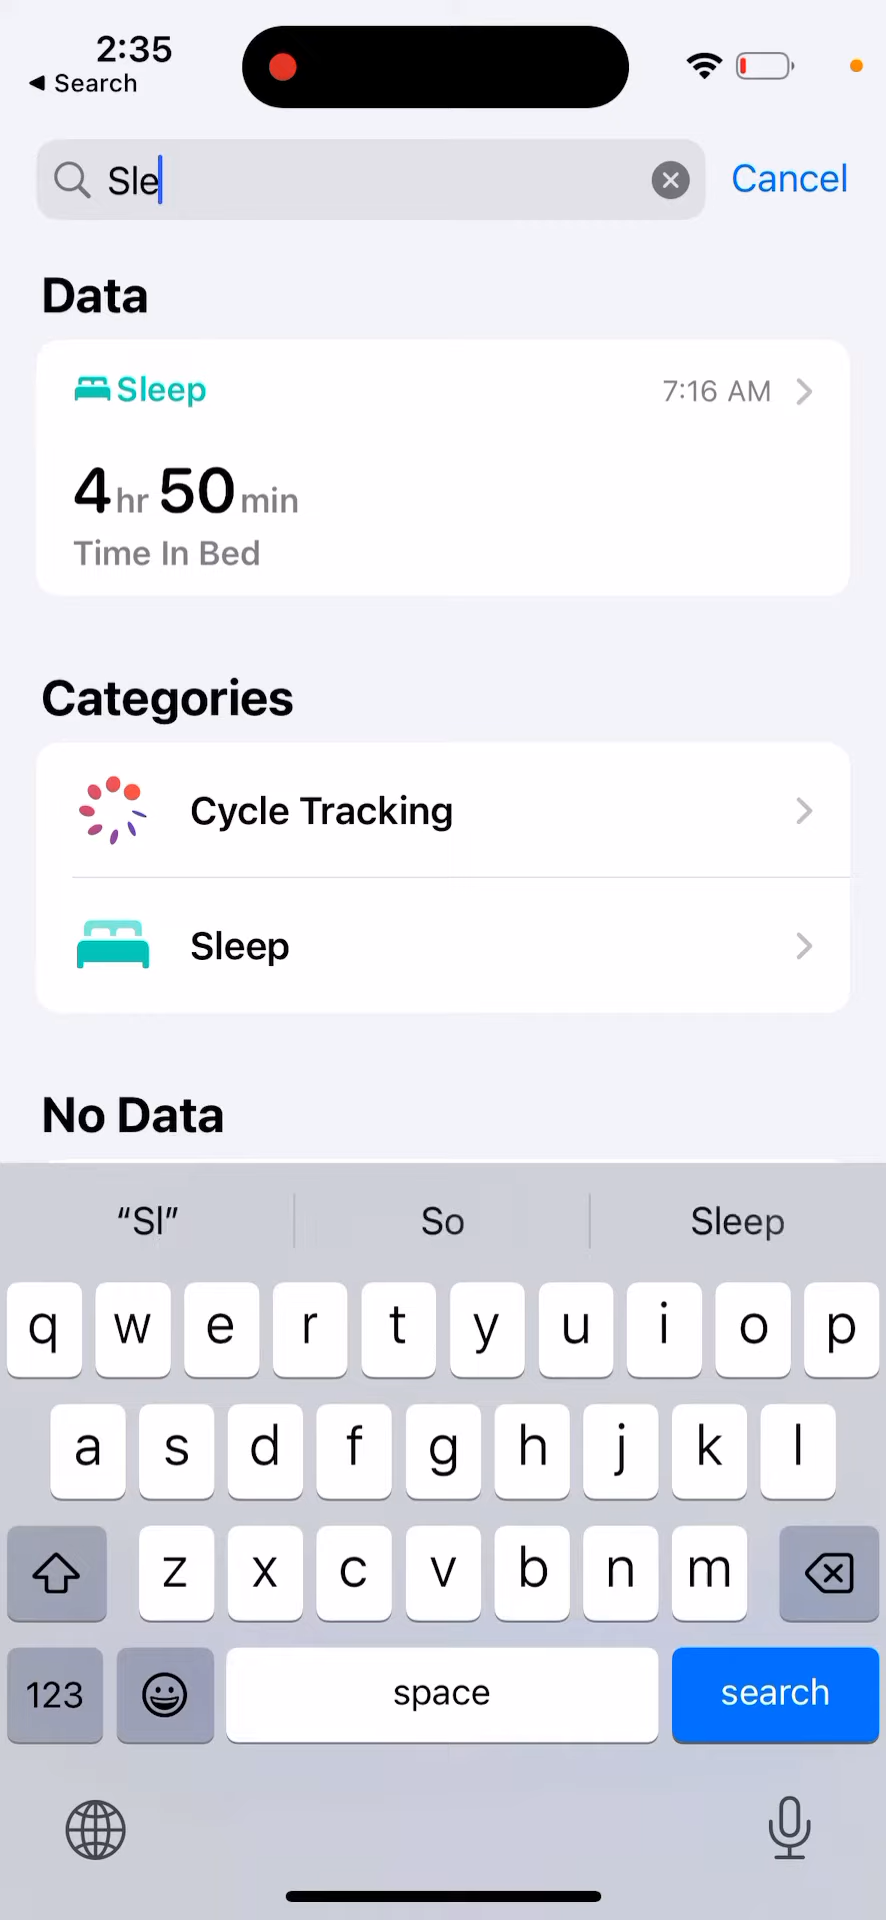 2:35
◀ Search
Sle
Cancel
Data
Sleep
7:16 AM
4 hr 50 min
Time In Bed
Categories
Cycle Tracking
Sleep
No Data
“Sl”
So
Sleep
q w e r t y u i o p
a s d f g h j k l
z x c v b n m
123
space
search